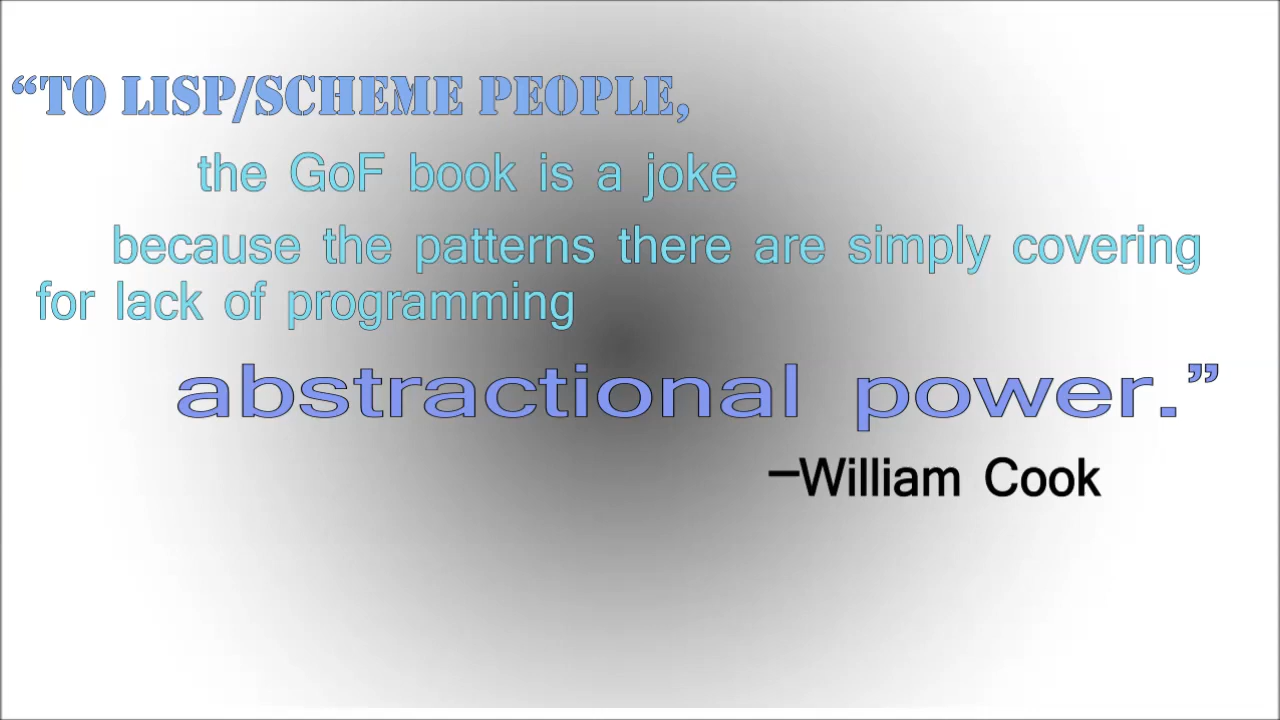 “TO LISP/SCHEME PEOPLE,
the GoF book is a joke
because the patterns there are simply covering
for lack of programming
abstractional power.”
–William Cook